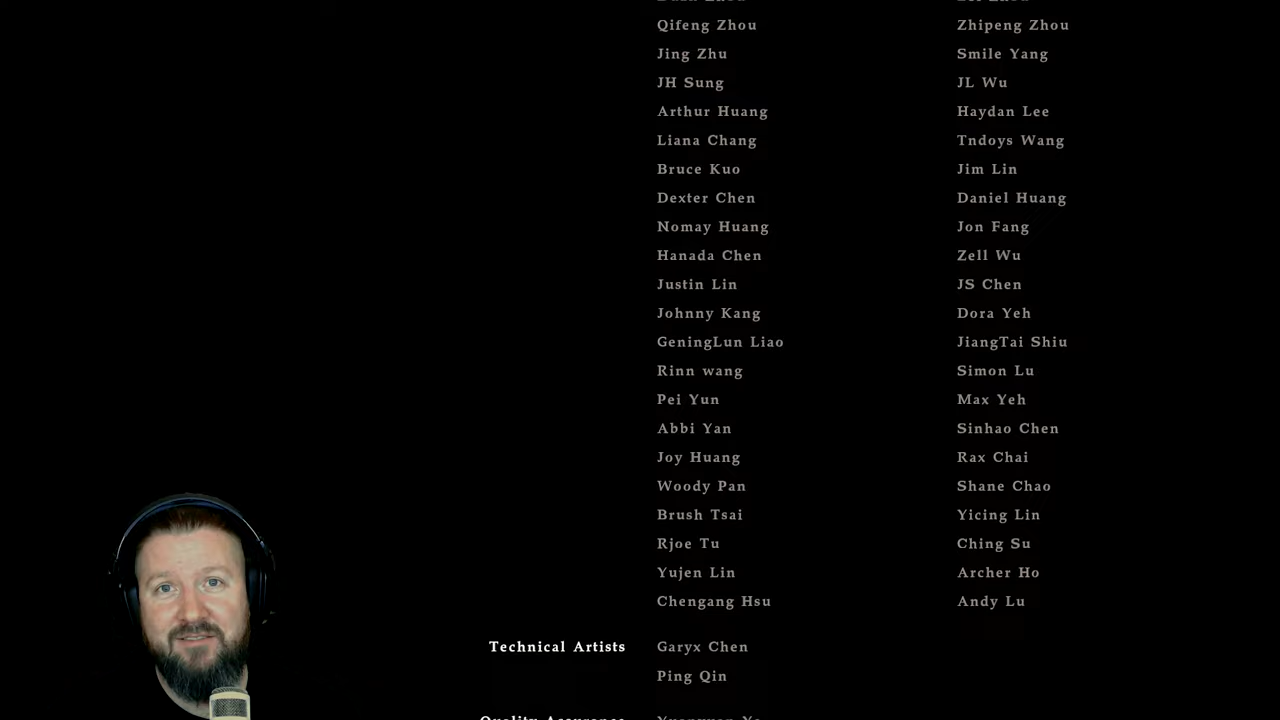 Qifeng Zhou Zhipeng Zhou
Jing Zhu Smile Yang
JH Sung JL Wu
Arthur Huang Haydan Lee
Liana Chang Tndoys Wang
Bruce Kuo Jim Lin
Dexter Chen Daniel Huang
Nomay Huang Jon Fang
Hanada Chen Zell Wu
Justin Lin JS Chen
Johnny Kang Dora Yeh
GeningLun Liao JiangTai Shiu
Rinn wang Simon Lu
Pei Yun Max Yeh
Abbi Yan Sinhao Chen
Joy Huang Rax Chai
Woody Pan Shane Chao
Brush Tsai Yicing Lin
Rjoe Tu Ching Su
Yujen Lin Archer Ho
Chengang Hsu Andy Lu
Technical Artists Garyx Chen
Ping Qin
Quality Assurance